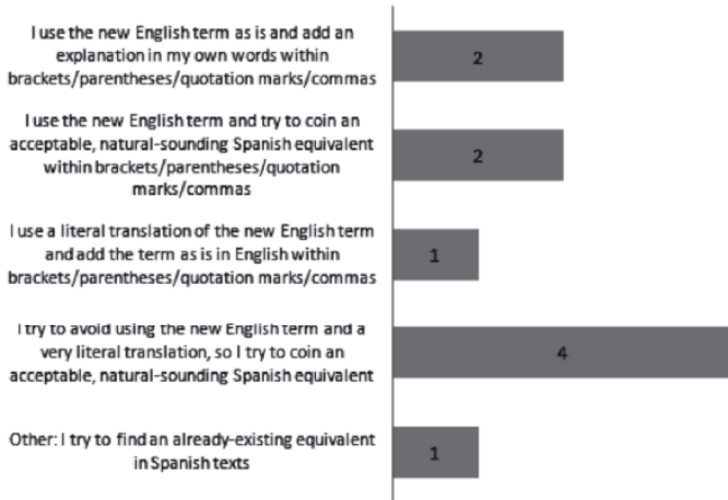 I use the new English term as is and add an
explanation in my own words within
brackets/parentheses/quotation marks/commas
2
I use the new English term and try to coin an
acceptable, natural-sounding Spanish equivalent
within brackets/parentheses/quotation
marks/commas
2
I use a literal translation of the new English term
and add the term as is in English within
brackets/parentheses/quotation marks/commas
1
I try to avoid using the new English term and a
very literal translation, so I try to coin an
acceptable, natural-sounding Spanish equivalent
4
Other: I try to find an already-existing equivalent
in Spanish texts
1